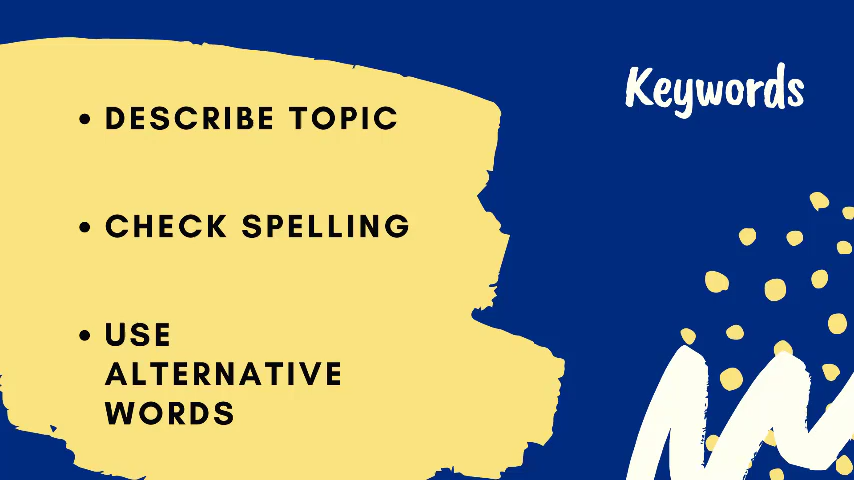 Keywords
• DESCRIBE TOPIC
• CHECK SPELLING
• USE
ALTERNATIVE
WORDS